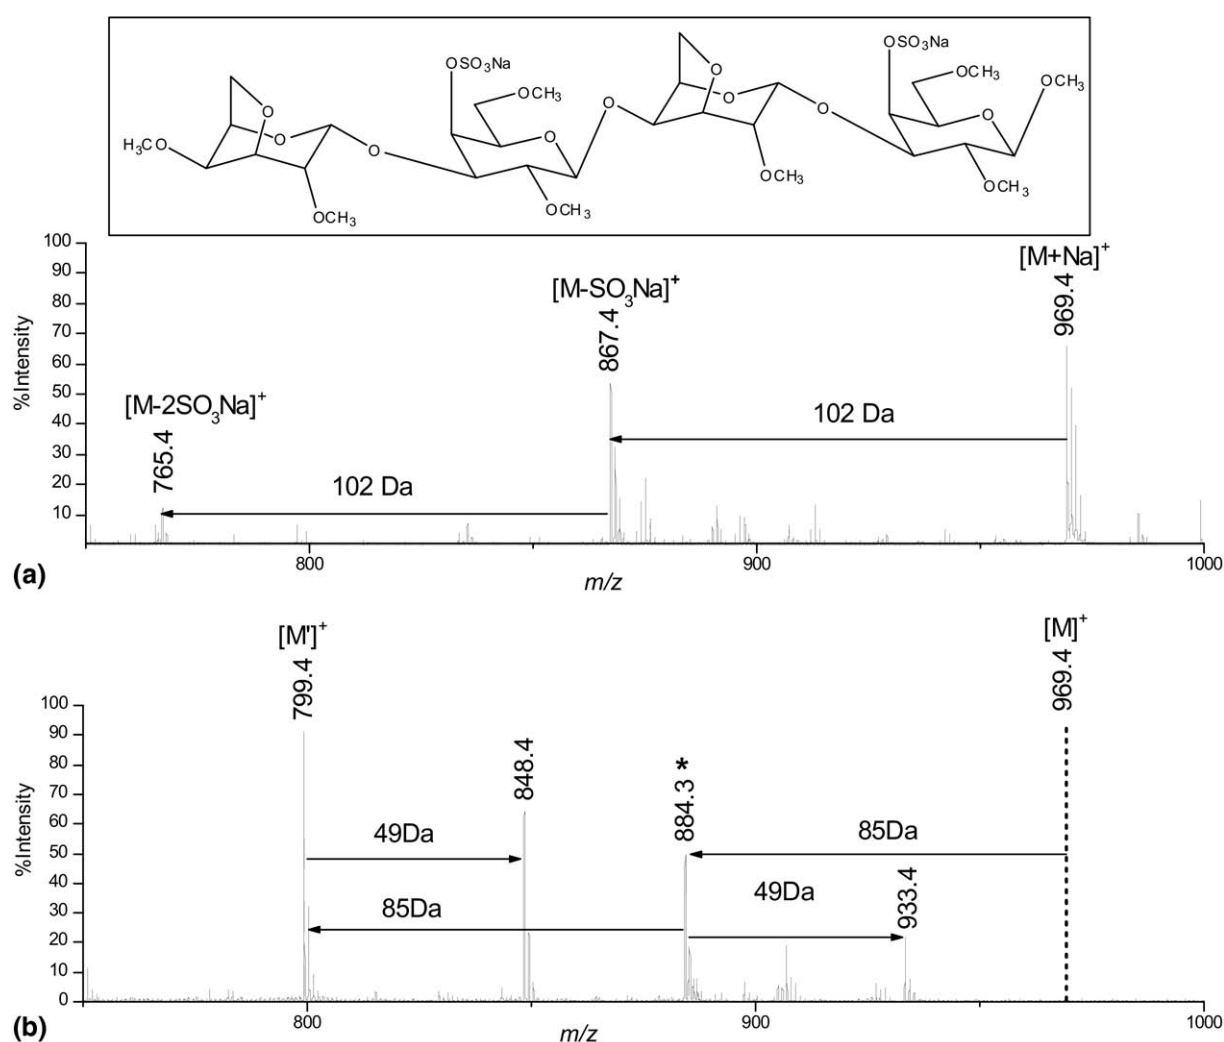 OSO₃Na
OCH₃
H₃CO
O
O
O
OCH₃
O
OCH₃
O
O
O
OCH₃
O
OSO₃Na
OCH₃
OCH₃
O
OCH₃
[M+Na]⁺
969.4
[M-SO₃Na]⁺
867.4
[M-2SO₃Na]⁺
765.4
102 Da
102 Da
%Intensity
100
90
80
70
60
50
40
30
20
10
800
900
1000
m/z
(a)
[M']⁺
799.4
848.4
884.3 *
933.4
[M]⁺
969.4
49Da
85Da
85Da
49Da
%Intensity
100
90
80
70
60
50
40
30
20
10
0
800
900
1000
m/z
(b)